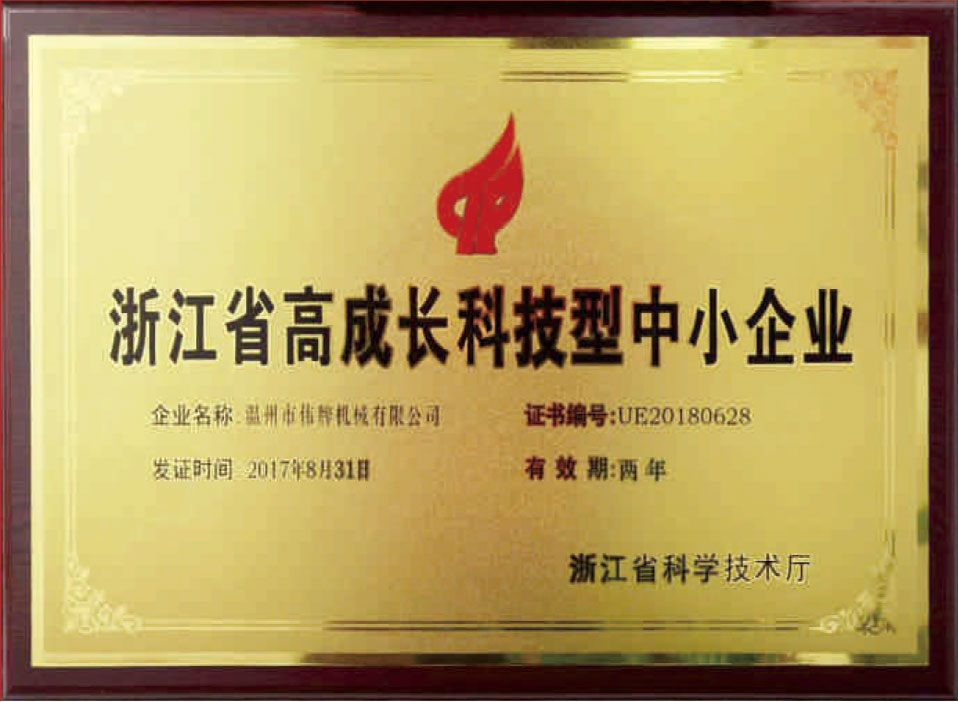 浙江省高成长科技型中小企业
企业名称:温州市伟牌机械有限公司 证书编号:UE20180628
发证时间 2017年8月31日 有效期:两年
浙江省科学技术厅